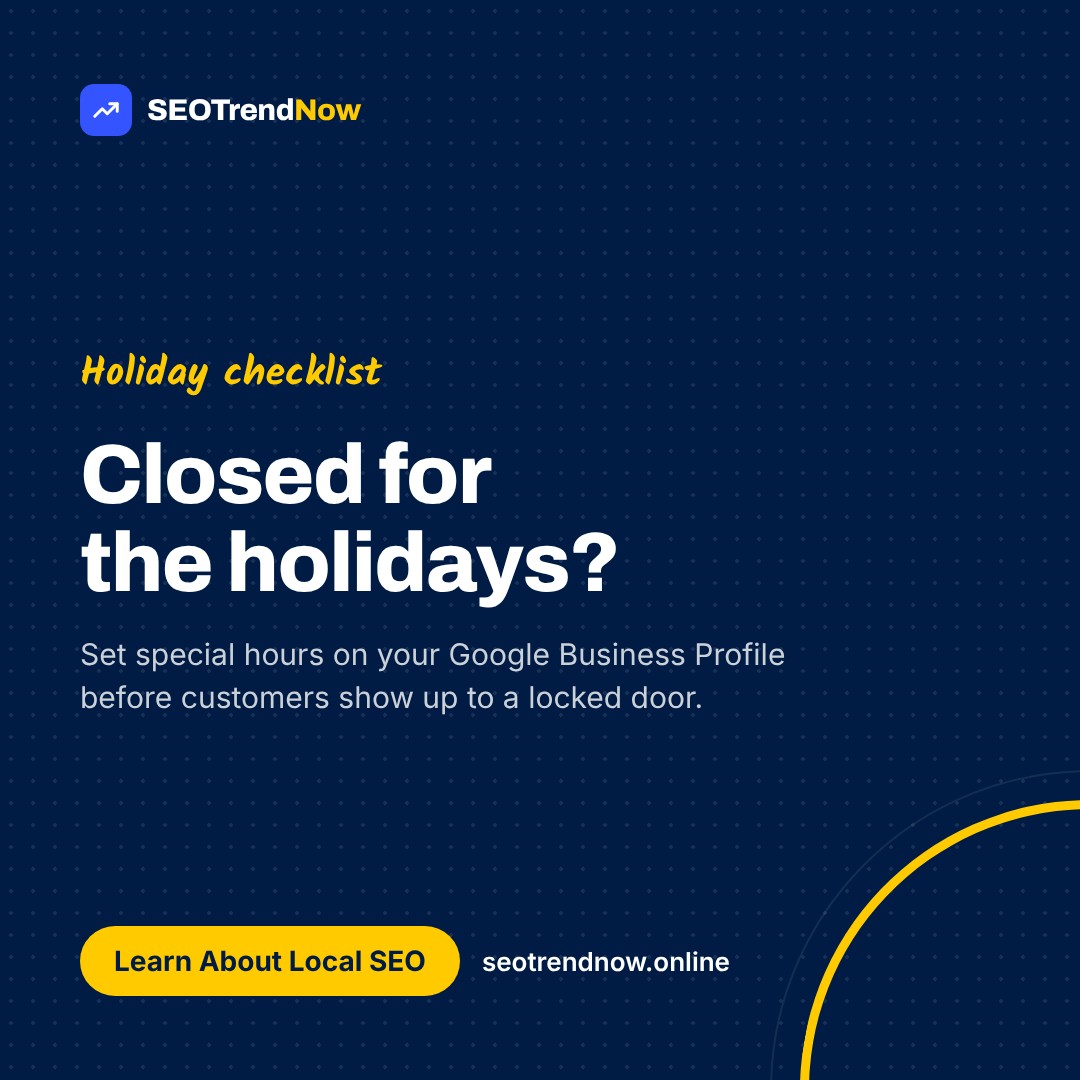 SEOTrendNow
Holiday checklist
Closed for
the holidays?
Set special hours on your Google Business Profile
before customers show up to a locked door.
Learn About Local SEO
seotrendnow.online